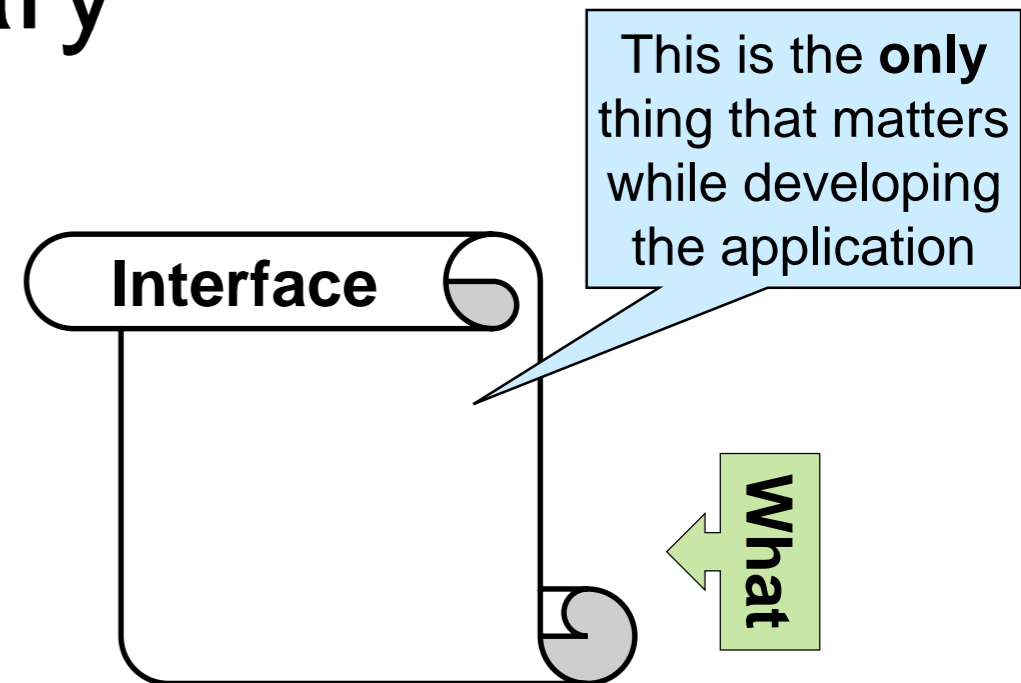 This is the only
thing that matters
while developing
the application
Interface
What